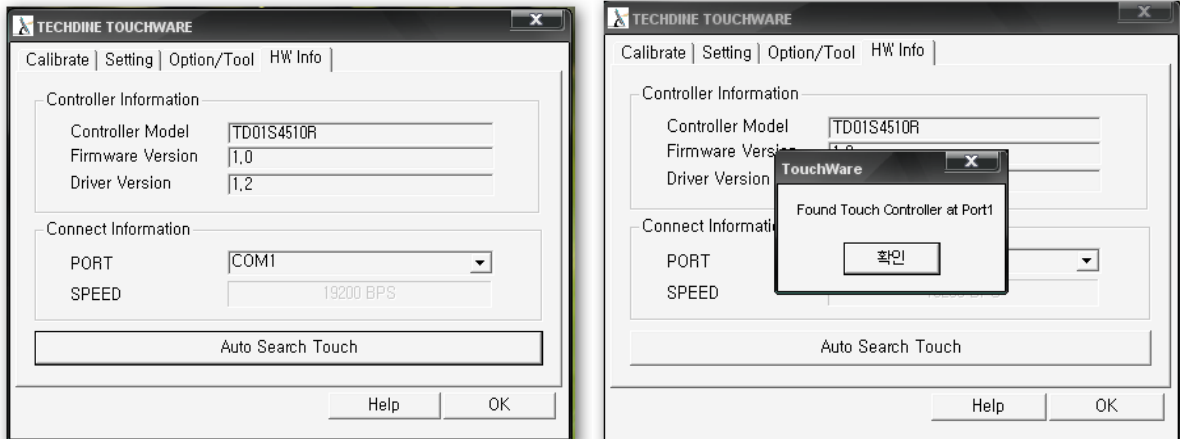 TECHDINE TOUCHWARE
Calibrate | Setting | Option/Tool HW Info
Controller Information
Controller Model TD01S4510R
Firmware Version 1,0
Driver Version 1,2
Connect Information
PORT COM1
SPEED 19200 BPS
Auto Search Touch
Help OK
TECHDINE TOUCHWARE
Calibrate | Setting | Option/Tool HW Info
Controller Information
Controller Model TD01S4510R
Firmware
Driver Version
TouchWare
Found Touch Controller at Port1
확인
Connect
PORT
SPEED
Auto Search Touch
Help OK